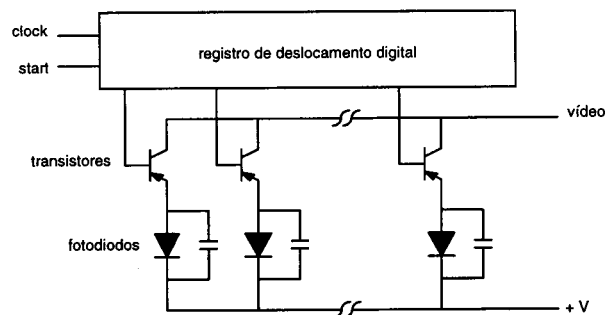 clock
registro de deslocamento digital
start
vídeo
transistores
fotodiodos
+ V